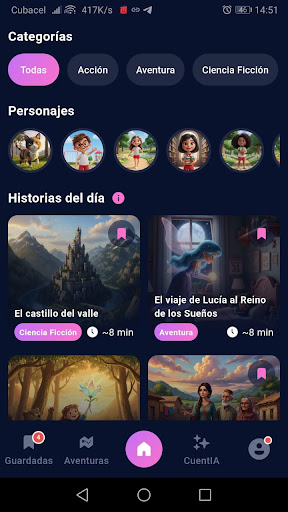 Cubacel 417K/s 46 14:51
Categorías
Todas Acción Aventura Ciencia Ficción
Personajes
Historias del día i
El castillo del valle
Ciencia Ficción ~8 min
El viaje de Lucía al Reino
de los Sueños
Aventura ~8 min
4
Guardadas Aventuras CuentIA